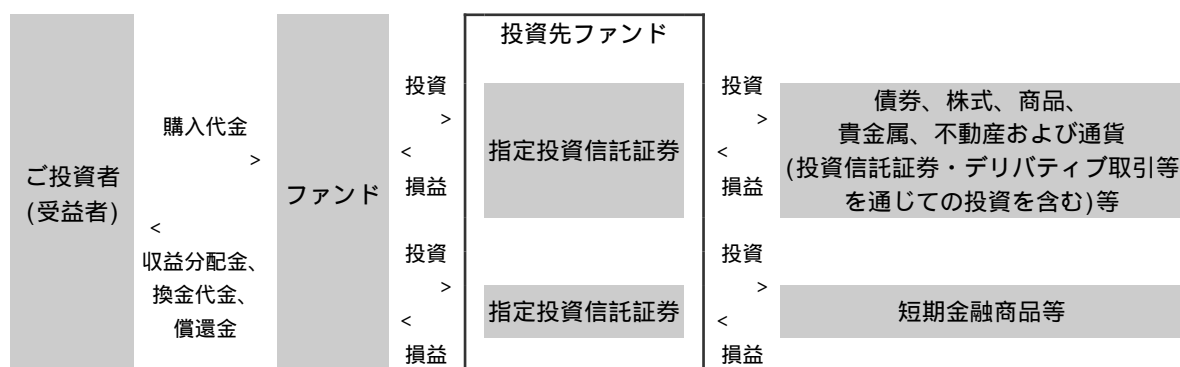 ご投資者
(受益者)
購入代金
>
<
収益分配金、
換金代金、
償還金
ファンド
投資
>
<
損益
投資
>
<
損益
投資先ファンド
指定投資信託証券
指定投資信託証券
投資
>
<
損益
投資
>
<
損益
債券、株式、商品、
貴金属、不動産および通貨
(投資信託証券・デリバティブ取引等
を通じての投資を含む)等
短期金融商品等